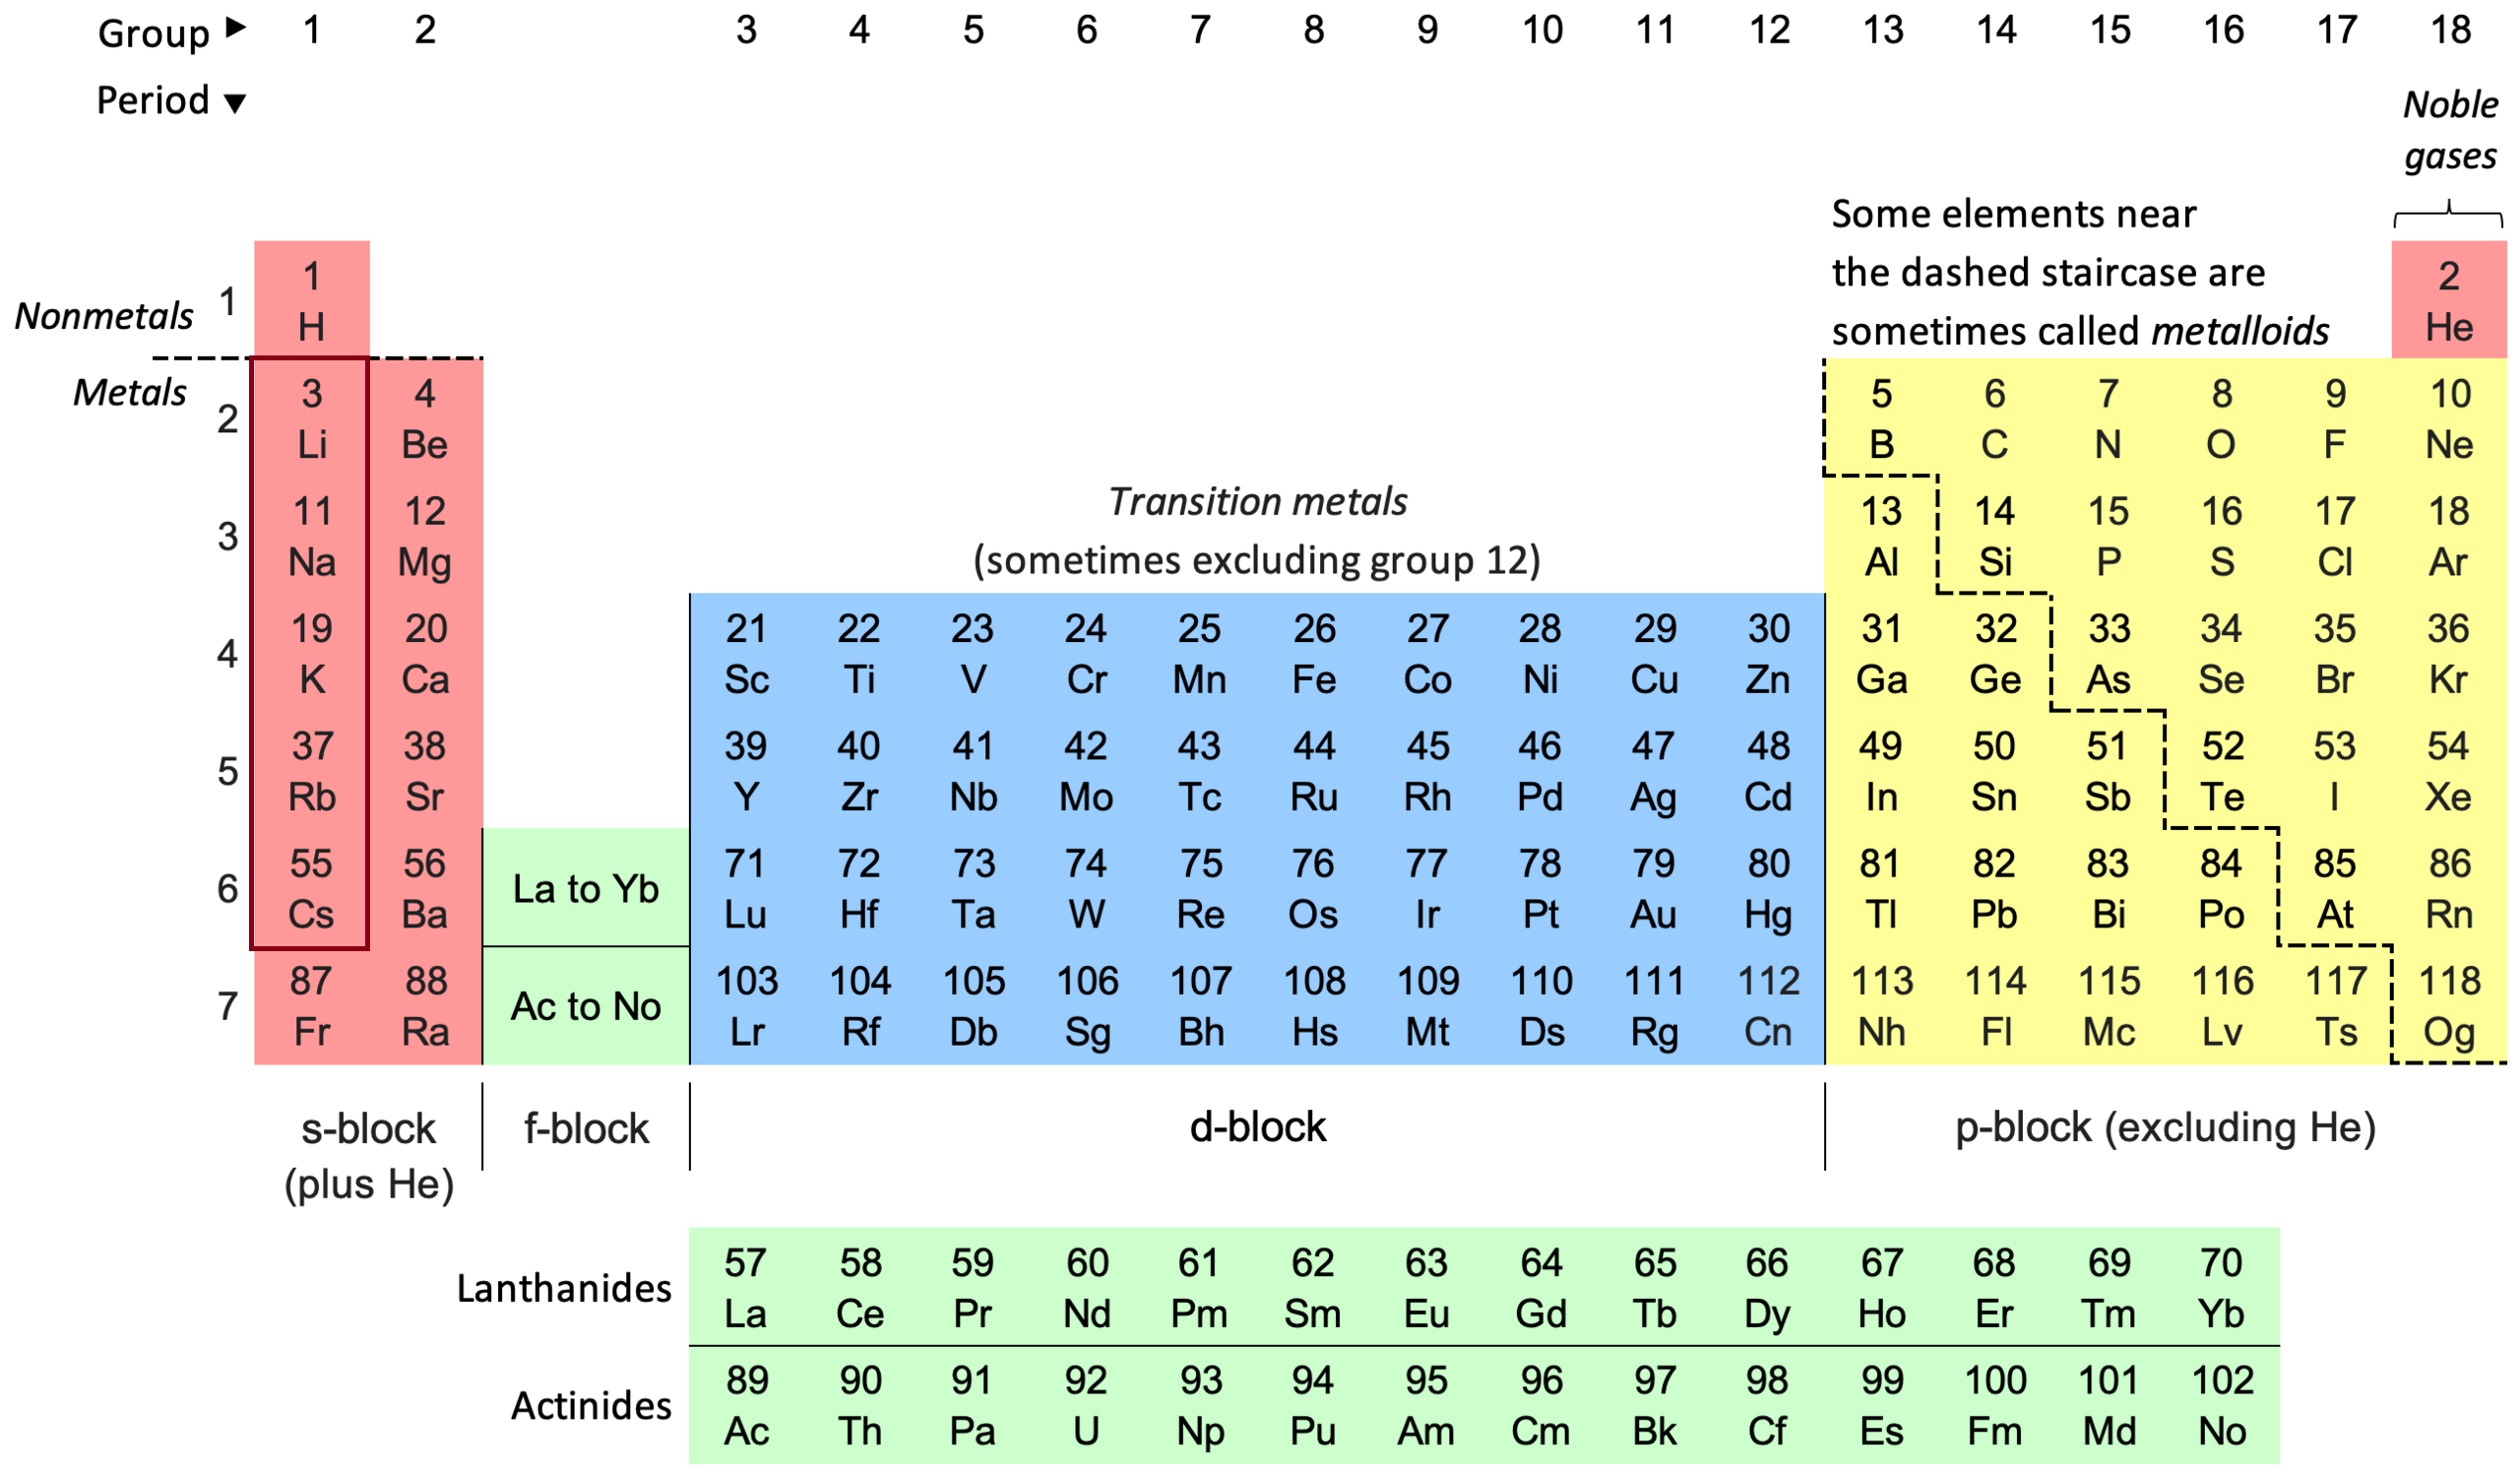 Group ► 1 2 3 4 5 6 7 8 9 10 11 12 13 14 15 16 17 18
Period ▼
Noble
gases
Some elements near
the dashed staircase are
sometimes called metalloids
Nonmetals
Metals
1
1 2
H He
2
3 4 5 6 7 8 9 10
Li Be B C N O F Ne
Transition metals
(sometimes excluding group 12)
3
11 12 13 14 15 16 17 18
Na Mg Al Si P S Cl Ar
4
19 20 21 22 23 24 25 26 27 28 29 30 31 32 33 34 35 36
K Ca Sc Ti V Cr Mn Fe Co Ni Cu Zn Ga Ge As Se Br Kr
5
37 38 39 40 41 42 43 44 45 46 47 48 49 50 51 52 53 54
Rb Sr Y Zr Nb Mo Tc Ru Rh Pd Ag Cd In Sn Sb Te I Xe
6
55 56 71 72 73 74 75 76 77 78 79 80 81 82 83 84 85 86
La to Yb
Cs Ba Lu Hf Ta W Re Os Ir Pt Au Hg Tl Pb Bi Po At Rn
7
87 88 103 104 105 106 107 108 109 110 111 112 113 114 115 116 117 118
Ac to No
Fr Ra Lr Rf Db Sg Bh Hs Mt Ds Rg Cn Nh Fl Mc Lv Ts Og
s-block
(plus He)
f-block
d-block
p-block (excluding He)
Lanthanides
57 58 59 60 61 62 63 64 65 66 67 68 69 70
La Ce Pr Nd Pm Sm Eu Gd Tb Dy Ho Er Tm Yb
Actinides
89 90 91 92 93 94 95 96 97 98 99 100 101 102
Ac Th Pa U Np Pu Am Cm Bk Cf Es Fm Md No